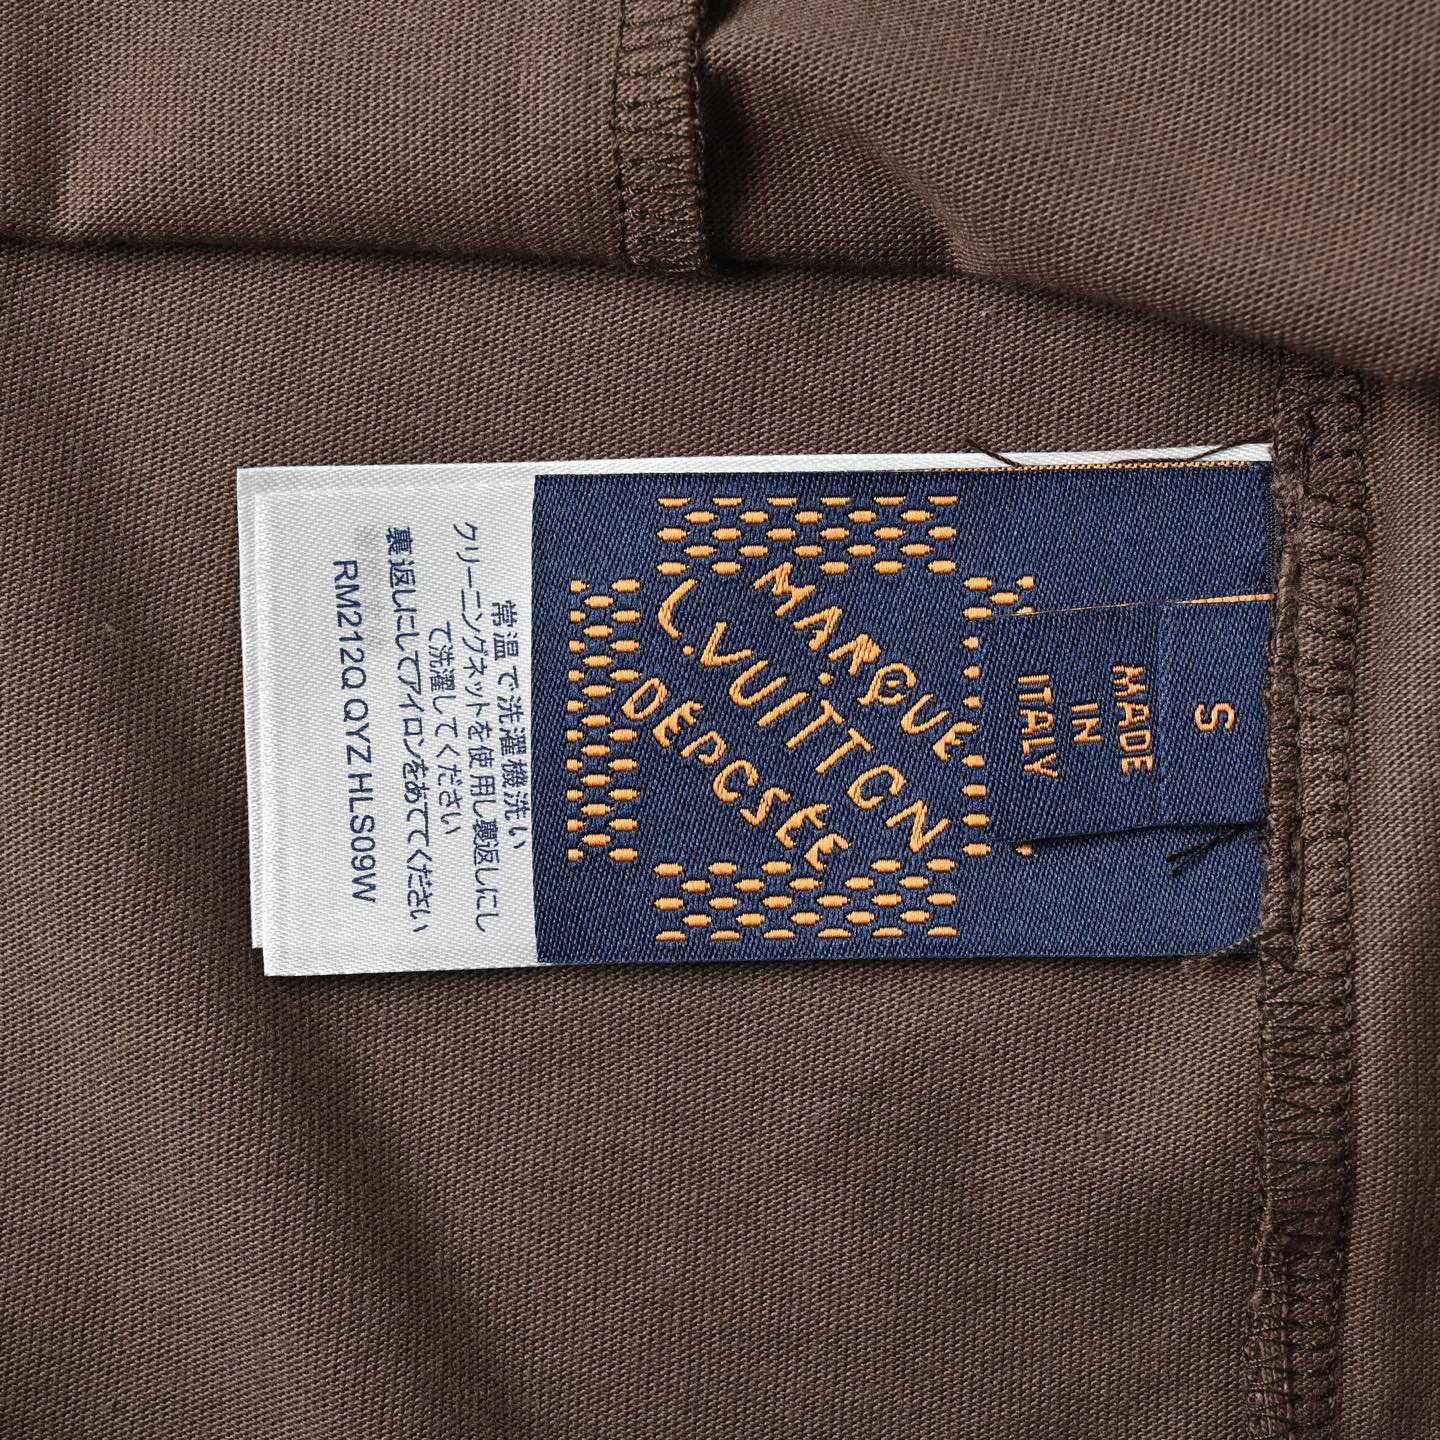 S
MADE
IN
ITALY
MARQUE
L.VUITTON
DÉPOSÉE
常温で洗濯機洗い
クリーニングネットを使用し裏返しにし
て洗濯してください
裏返しにしてアイロンをあててください
RM212Q QYZ HLS09W